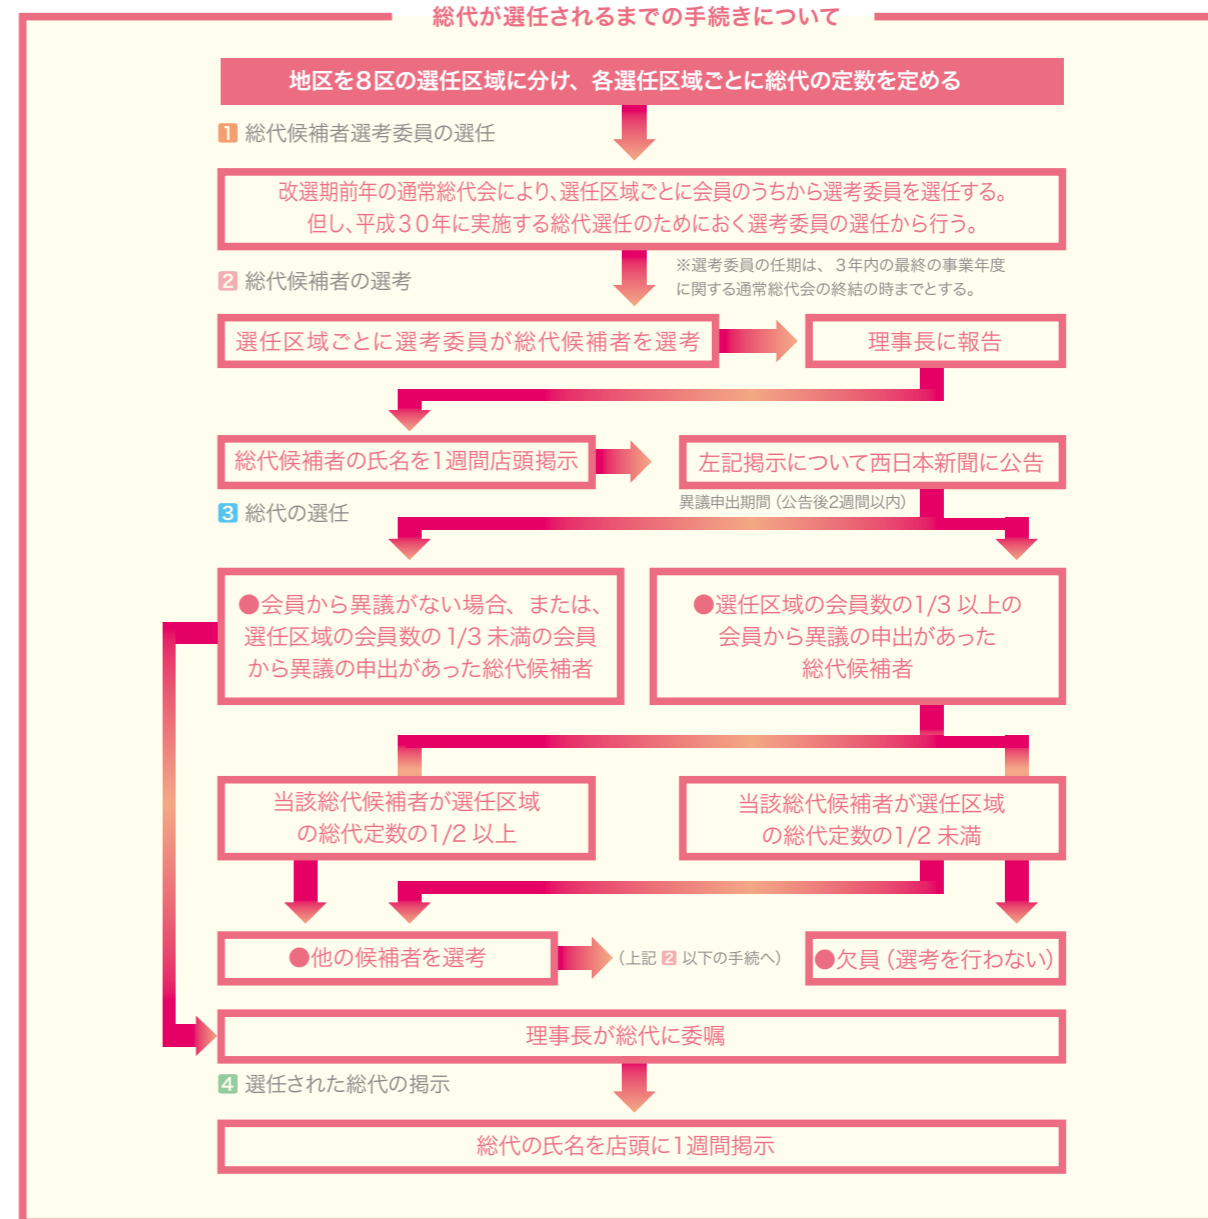 総代が選任されるまでの手続きについて
地区を8区の選任区域に分け、各選任区域ごとに総代の定数を定める
1 総代候補者選考委員の選任
改選期前年の通常総代会により、選任区域ごとに会員のうちから選考委員を選任する。
但し、平成30年に実施する総代選任のためにおく選考委員の選任から行う。
※選考委員の任期は、3年内の最終の事業年度
に関する通常総代会の終結の時までとする。
2 総代候補者の選考
選任区域ごとに選考委員が総代候補者を選考
理事長に報告
総代候補者の氏名を1週間店頭掲示
左記掲示について西日本新聞に公告
異議申出期間（公告後2週間以内）
3 総代の選任
●会員から異議がない場合、または、
選任区域の会員数の1/3 未満の会員
から異議の申出があった総代候補者
●選任区域の会員数の1/3 以上の
会員から異議の申出があった
総代候補者
当該総代候補者が選任区域
の総代定数の1/2 以上
当該総代候補者が選任区域
の総代定数の1/2 未満
●他の候補者を選考
（上記 2 以下の手続へ）
●欠員（選考を行わない）
理事長が総代に委嘱
4 選任された総代の掲示
総代の氏名を店頭に1週間掲示